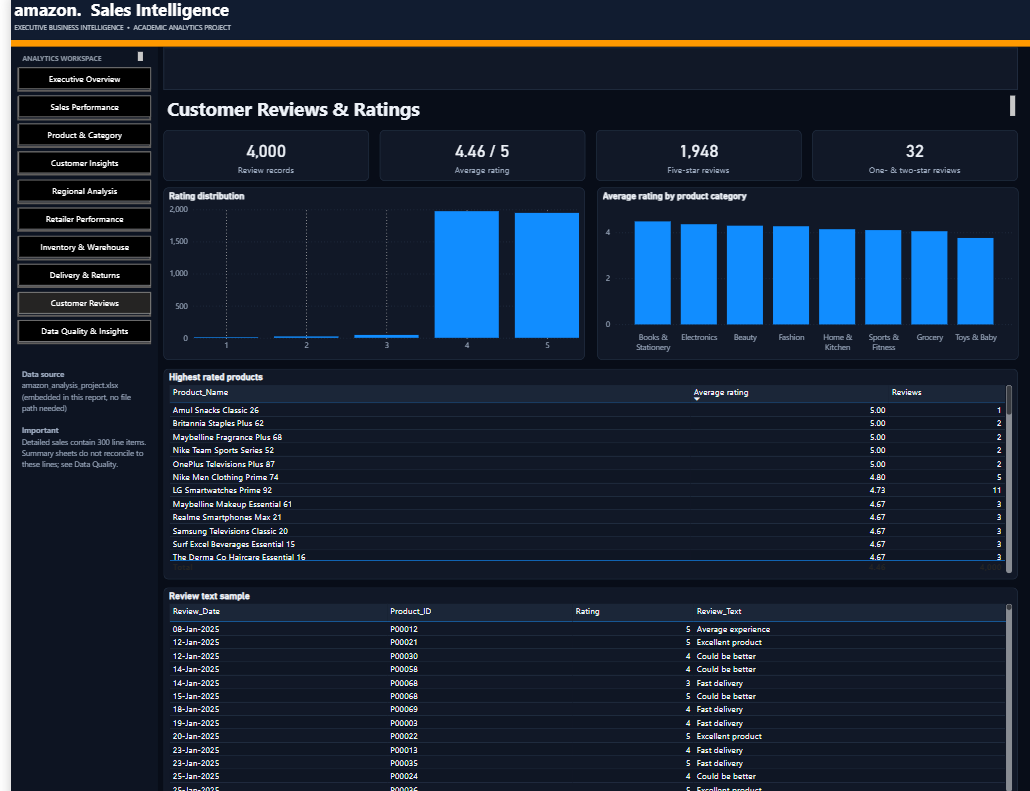 amazon. Sales Intelligence
EXECUTIVE BUSINESS INTELLIGENCE • ACADEMIC ANALYTICS PROJECT
ANALYTICS WORKSPACE
Executive Overview
Sales Performance
Product & Category
Customer Insights
Regional Analysis
Retailer Performance
Inventory & Warehouse
Delivery & Returns
Customer Reviews
Data Quality & Insights
Data source
amazon_analysis_project.xlsx
(embedded in this report, no file
path needed)
Important
Detailed sales contain 300 line items.
Summary sheets do not reconcile to
these lines; see Data Quality.
Customer Reviews & Ratings
4,000
Review records
4.46 / 5
Average rating
1,948
Five-star reviews
32
One- & two-star reviews
Rating distribution
2,000
1,500
1,000
500
0
1 2 3 4 5
Average rating by product category
4
2
0
Books & Stationery
Electronics
Beauty
Fashion
Home & Kitchen
Sports & Fitness
Grocery
Toys & Baby
Highest rated products
Product_Name Average rating Reviews
Amul Snacks Classic 26 5.00 1
Britannia Staples Plus 62 5.00 2
Maybelline Fragrance Plus 68 5.00 2
Nike Team Sports Series 52 5.00 2
OnePlus Televisions Plus 87 5.00 2
Nike Men Clothing Prime 74 4.80 5
LG Smartwatches Prime 92 4.73 11
Maybelline Makeup Essential 61 4.67 3
Realme Smartphones Max 21 4.67 3
Samsung Televisions Classic 20 4.67 3
Surf Excel Beverages Essential 15 4.67 3
The Derma Co Haircare Essential 16 4.67 3
Total
Review text sample
Review_Date Product_ID Rating Review_Text
08-Jan-2025 P00012 5 Average experience
12-Jan-2025 P00021 5 Excellent product
12-Jan-2025 P00030 4 Could be better
14-Jan-2025 P00058 4 Could be better
14-Jan-2025 P00068 3 Fast delivery
15-Jan-2025 P00068 5 Could be better
18-Jan-2025 P00069 4 Fast delivery
19-Jan-2025 P00003 4 Fast delivery
20-Jan-2025 P00022 5 Excellent product
23-Jan-2025 P00013 4 Fast delivery
23-Jan-2025 P00035 5 Fast delivery
25-Jan-2025 P00024 4 Could be better
25-Jan-2025 P00036 5 Excellent product